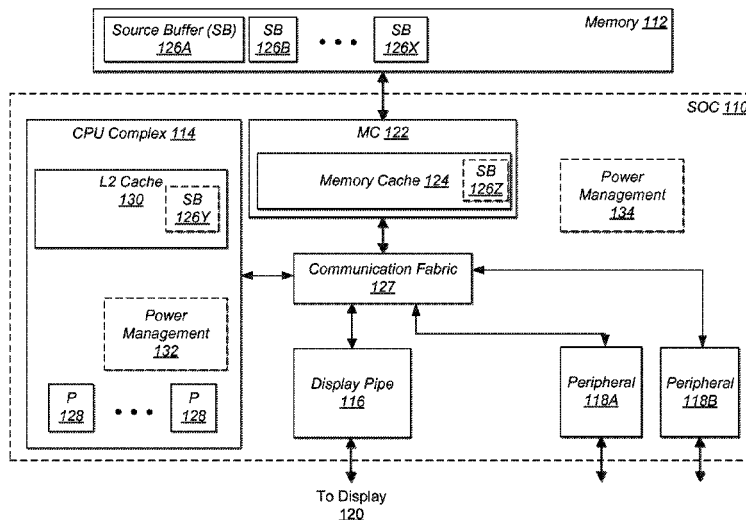 Source Buffer (SB)
126A
SB
126B
SB
126X
Memory 112
SOC 110
CPU Complex 114
L2 Cache
130
SB
126Y
Power
Management
132
P
128
P
128
MC 122
Memory Cache 124
SB
126Z
Power
Management
134
Communication Fabric
127
Display Pipe
116
Peripheral
118A
Peripheral
118B
To Display
120